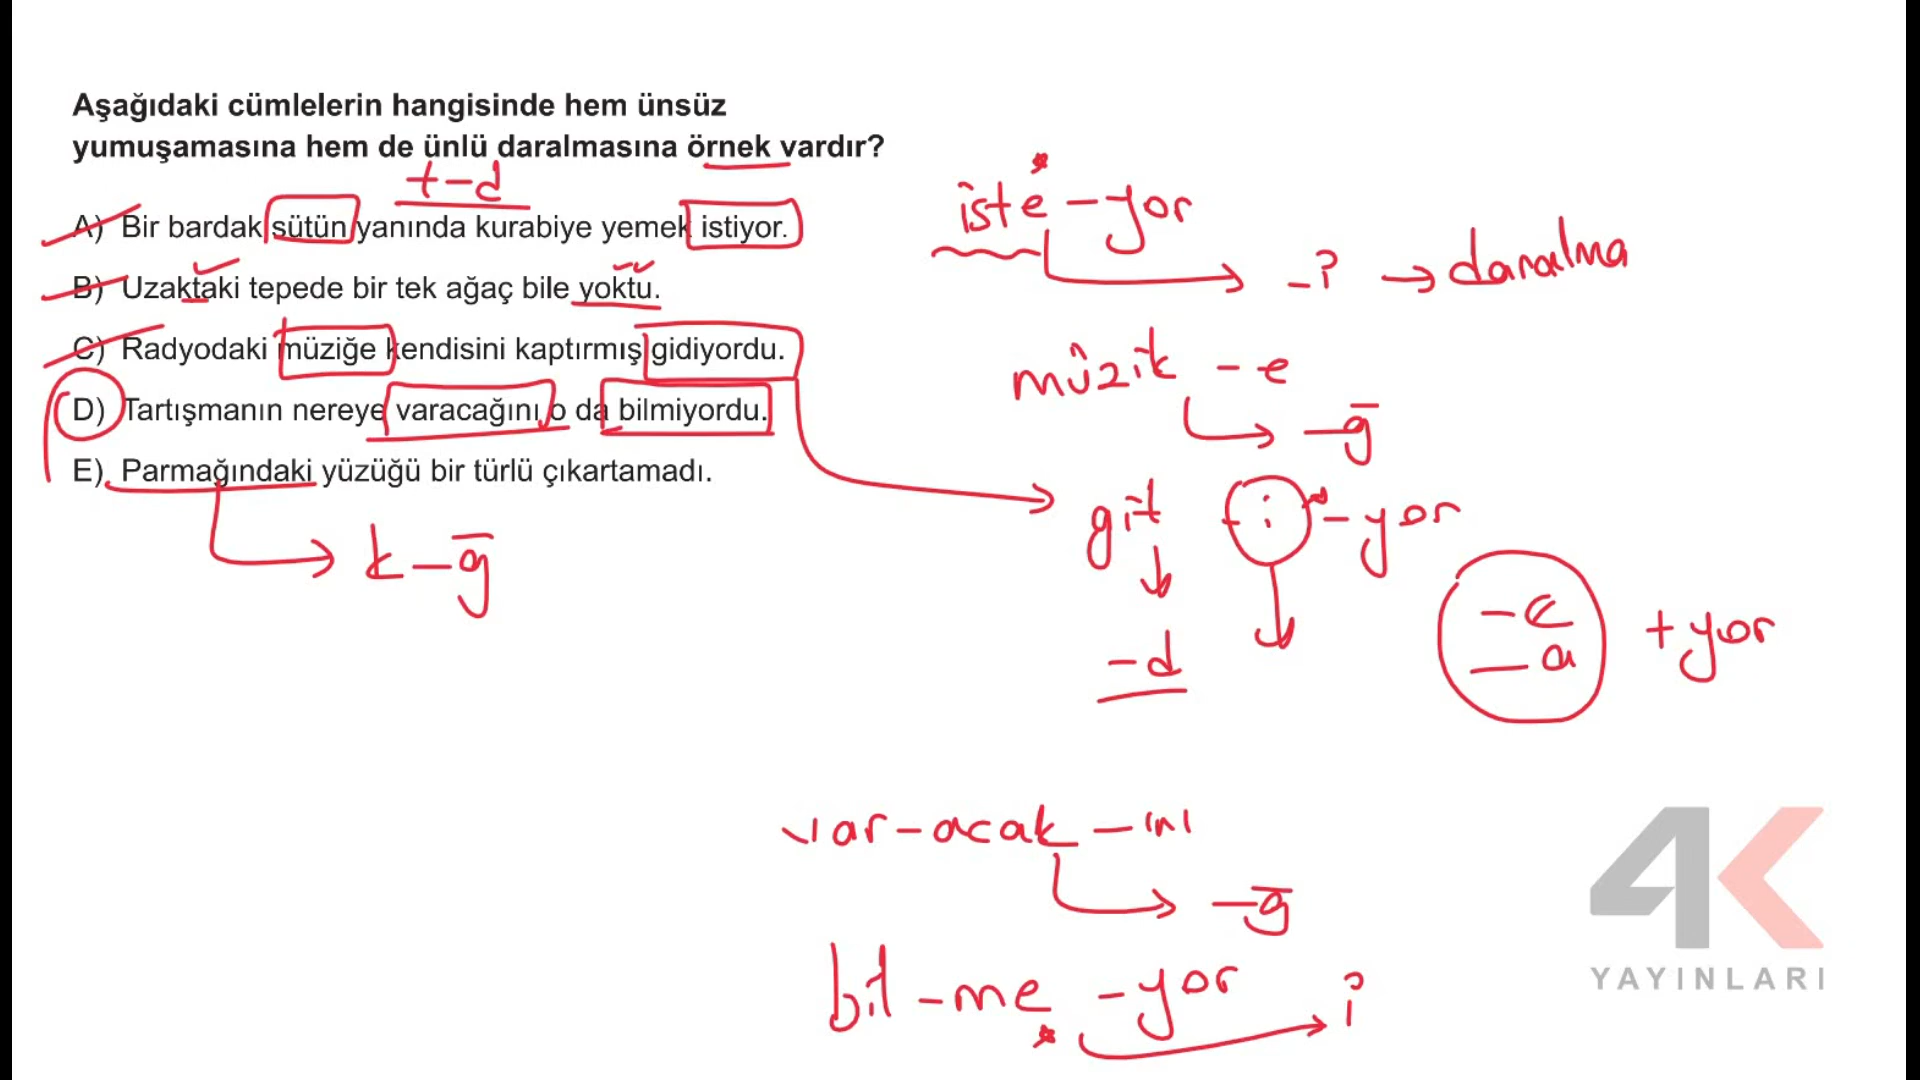 Aşağıdaki cümlelerin hangisinde hem ünsüz
yumuşamasına hem de ünlü daralmasına örnek vardır?
t-d
A) Bir bardak sütün yanında kurabiye yemek istiyor.
B) Uzaktaki tepede bir tek ağaç bile yoktu.
C) Radyodaki müziğe kendisini kaptırmış gidiyordu.
D) Tartışmanın nereye varacağını o da bilmiyordu.
E) Parmağındaki yüzüğü bir türlü çıkartamadı.
k-ğ
iste -yor
-i → daralma
müzik -e
-ğ
git -i -yor
-d
-e
-a
+yor
var-acak-ını
-ğ
bil-me -yor i
4K
YAYINLARI